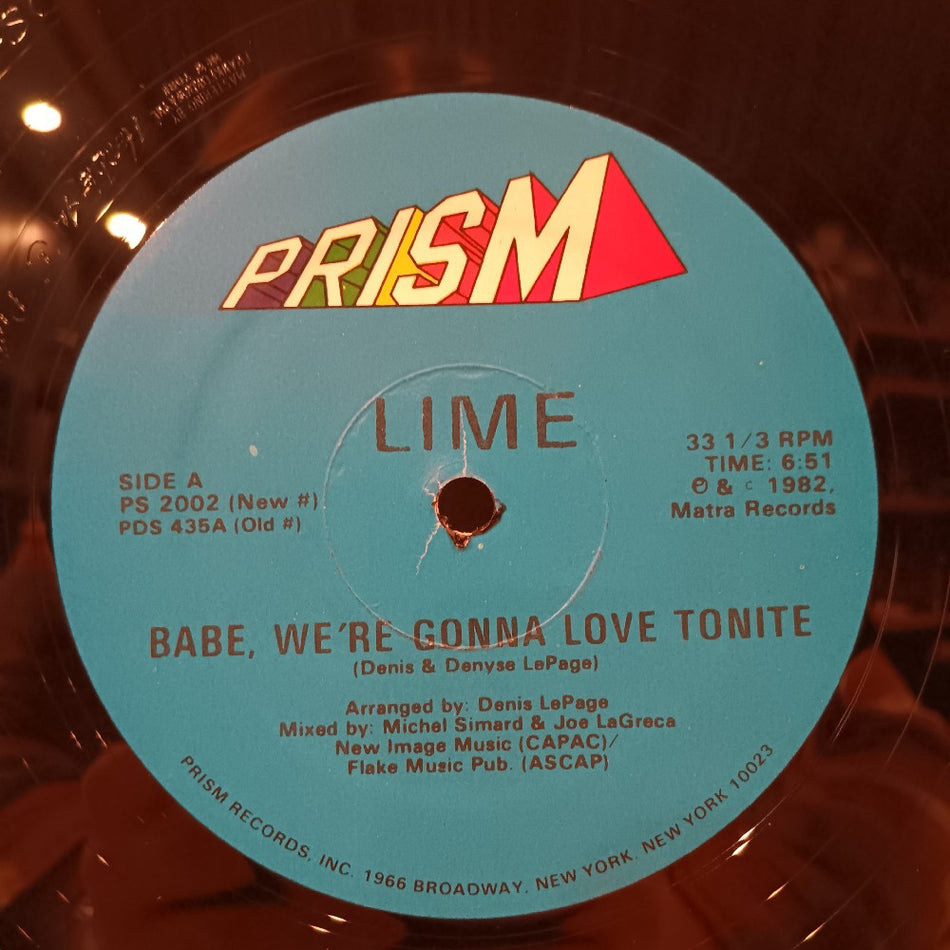 PRISM
LIME
SIDE A
PS 2002 (New #)
PDS 435A (Old #)
33 1/3 RPM
TIME: 6:51
℗ & © 1982,
Matra Records
BABE, WE'RE GONNA LOVE TONITE
(Denis & Denyse LePage)
Arranged by: Denis LePage
Mixed by: Michel Simard & Joe LaGreca
New Image Music (CAPAC)/
Flake Music Pub. (ASCAP)
PRISM RECORDS, INC. 1966 BROADWAY, NEW YORK, NEW YORK 10023